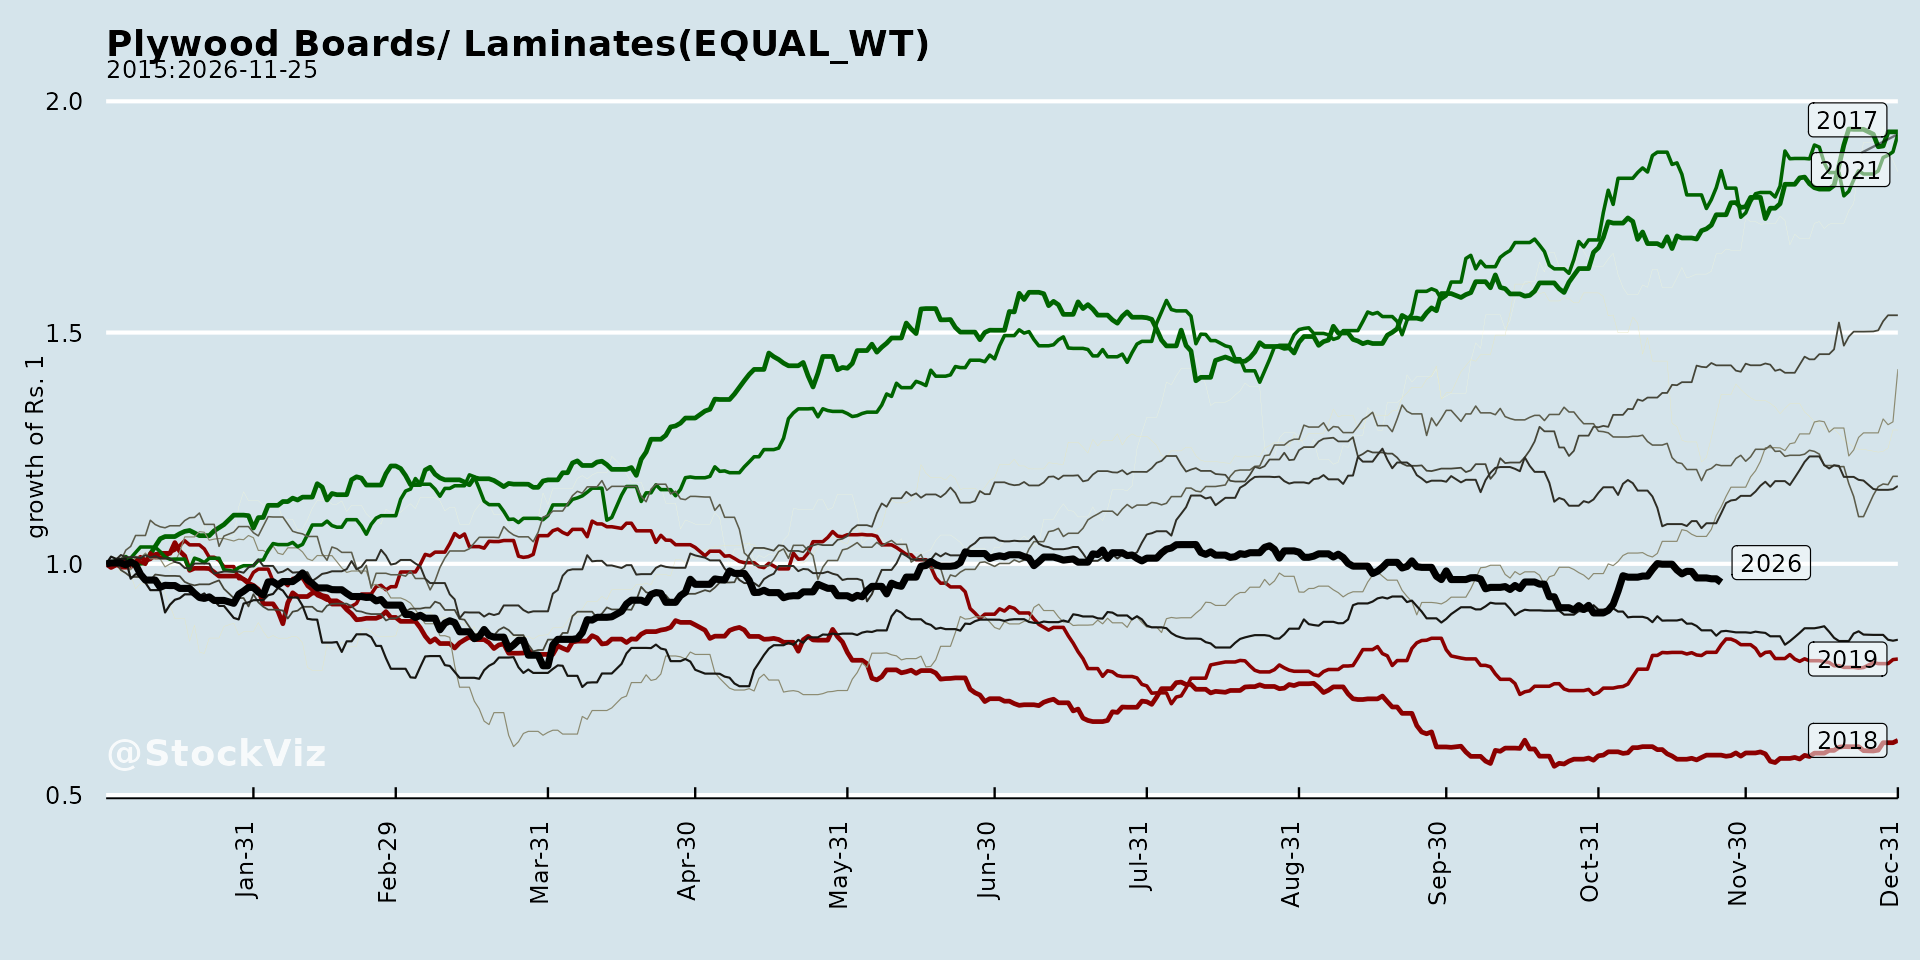 Plywood Boards/ Laminates(EQUAL_WT)
2015:2026-11-25
2.0
1.5
1.0
0.5
growth of Rs. 1
2017
2021
2026
2019
2018
@StockViz
Jan-31
Feb-29
Mar-31
Apr-30
May-31
Jun-30
Jul-31
Aug-31
Sep-30
Oct-31
Nov-30
Dec-31